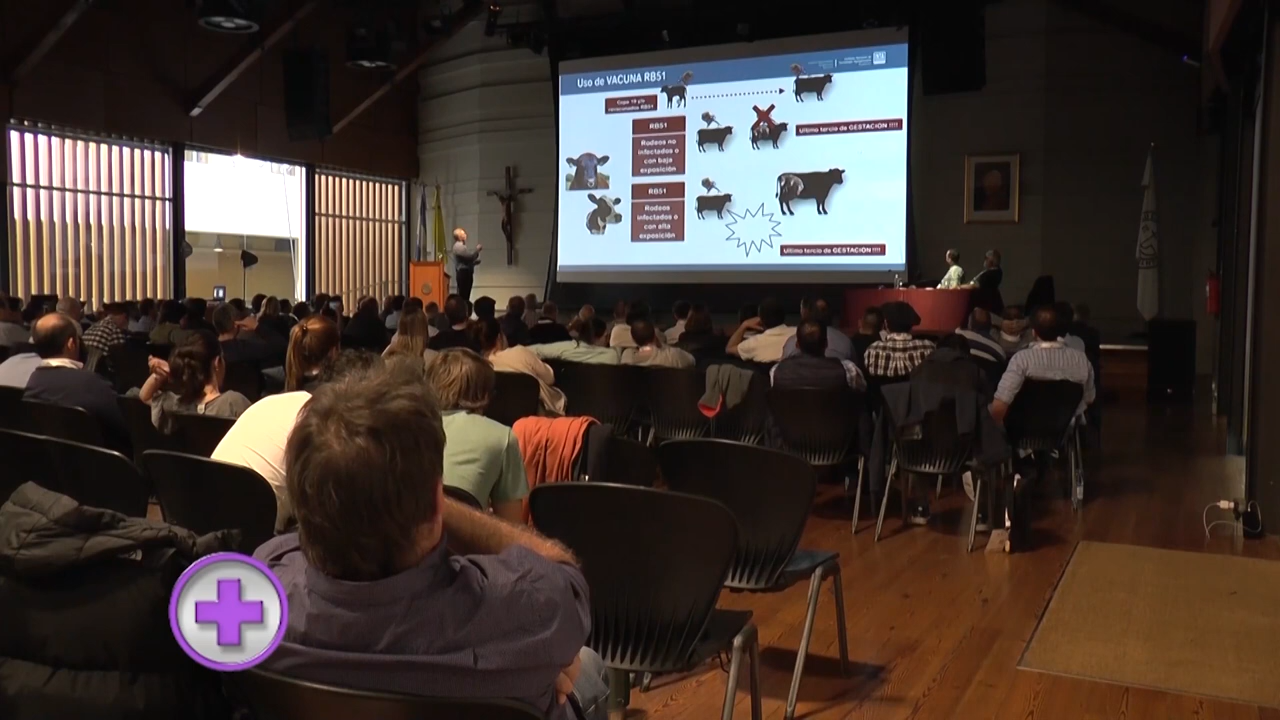 Uso de VACUNA RB51
Cepa 19 y/o
revacunados RB51
RB51
Rodeos no
infectados o
con baja
exposición
Ultimo tercio de GESTACION !!!!
RB51
Rodeos
infectados o
con alta
exposición
Ultimo tercio de GESTACION !!!!